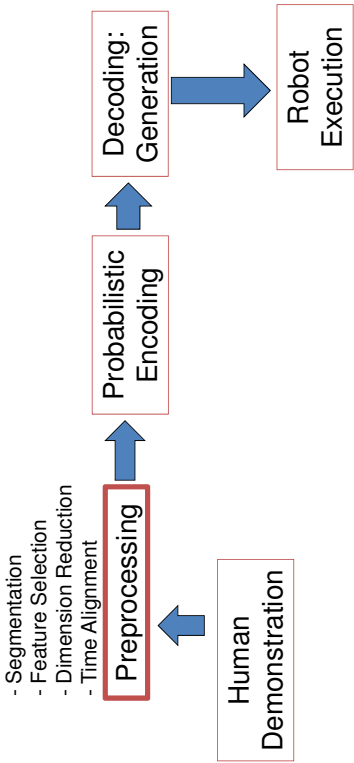 - Segmentation
- Feature Selection
- Dimension Reduction
- Time Alignment
Preprocessing
Probabilistic
Encoding
Decoding:
Generation
Human
Demonstration
Robot
Execution